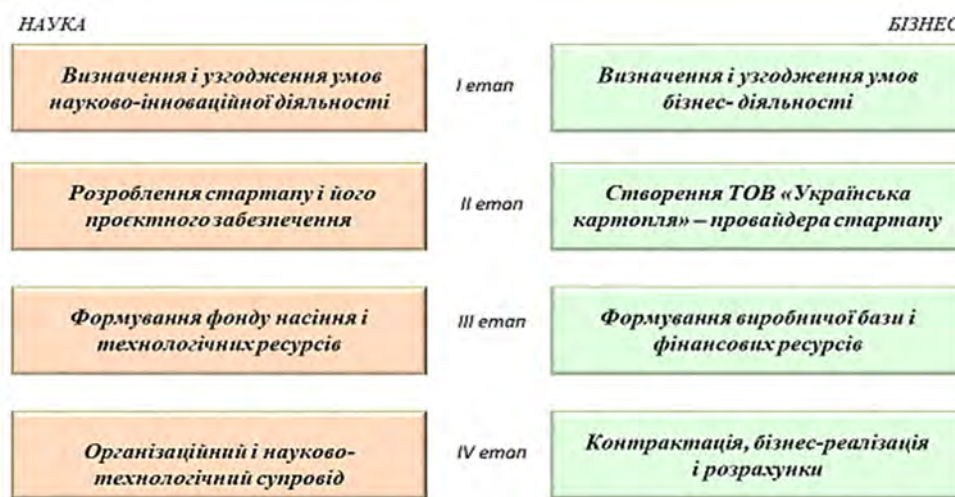 НАУКА
БІЗНЕС
Визначення і узгодження умов
науково-інноваційної діяльності
І етап
Визначення і узгодження умов
бізнес- діяльності
Розроблення стартапу і його
проєктного забезпечення
ІІ етап
Створення ТОВ «Українська
картопля» – провайдера стартапу
Формування фонду насіння і
технологічних ресурсів
ІІІ етап
Формування виробничої бази і
фінансових ресурсів
Організаційний і науково-
технологічний супровід
IV етап
Контрактація, бізнес-реалізація
і розрахунки